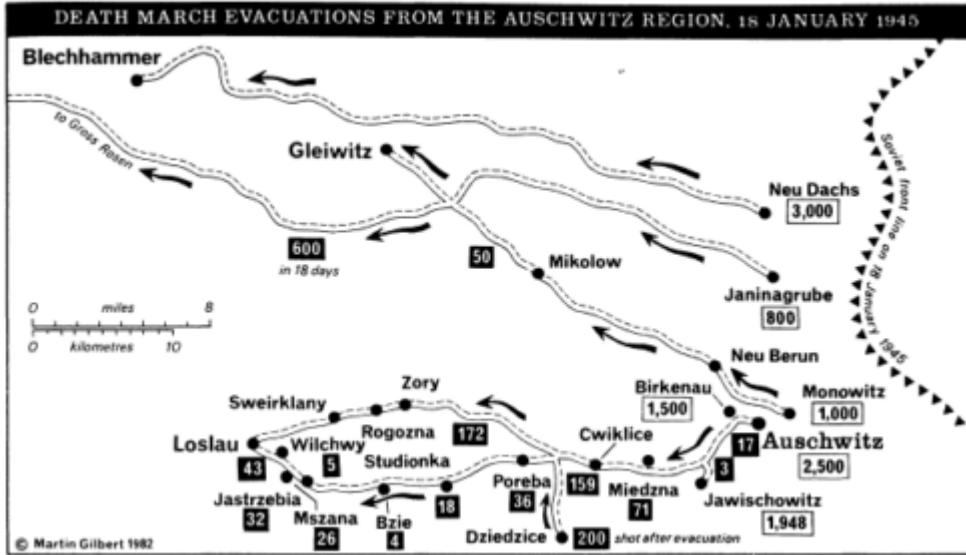 DEATH MARCH EVACUATIONS FROM THE AUSCHWITZ REGION, 18 JANUARY 1945
Blechhammer
to Gross Rosen
Gleiwitz
Neu Dachs
3,000
Soviet front line on 18 January 1945
600
in 18 days
50
Mikolow
Janinagrube
800
0 miles 8
0 kilometres 10
Neu Berun
Birkenau
1,500
Monowitz
1,000
Zory
Sweirklany
Rogozna
172
Cwiklice
17
Auschwitz
2,500
Loslau
Wilchwy
43
5
Studionka
3
Poreba
159
Miedzna
Jawischowitz
Jastrzebia
32
18
36
71
1,948
Mszana
26
Bzie
4
Dziedzice
200
shot after evacuation
© Martin Gilbert 1982